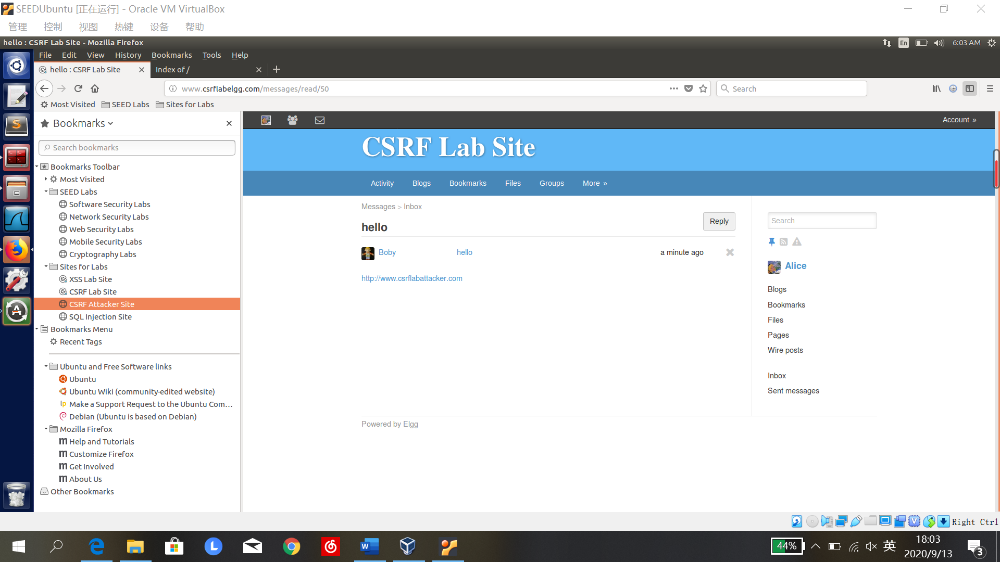 SEEDUbuntu [正在运行] - Oracle VM VirtualBox
管理 控制 视图 热键 设备 帮助
hello : CSRF Lab Site - Mozilla Firefox
En 6:03 AM
File Edit View History Bookmarks Tools Help
hello : CSRF Lab Site
Index of /
www.csrflabelgg.com/messages/read/50
Search
Most Visited SEED Labs Sites for Labs
Bookmarks
Search bookmarks
Bookmarks Toolbar
Most Visited
SEED Labs
Software Security Labs
Network Security Labs
Web Security Labs
Mobile Security Labs
Cryptography Labs
Sites for Labs
XSS Lab Site
CSRF Lab Site
CSRF Attacker Site
SQL Injection Site
Bookmarks Menu
Recent Tags
Ubuntu and Free Software links
Ubuntu
Ubuntu Wiki (community-edited website)
Make a Support Request to the Ubuntu Com…
Debian (Ubuntu is based on Debian)
Mozilla Firefox
Help and Tutorials
Customize Firefox
Get Involved
About Us
Other Bookmarks
Account »
CSRF Lab Site
Activity Blogs Bookmarks Files Groups More »
Messages > Inbox
hello
Reply
Boby hello a minute ago
http://www.csrflabattacker.com
Powered by Elgg
Search
Alice
Blogs
Bookmarks
Files
Pages
Wire posts
Inbox
Sent messages
Right Ctrl
44%
英
18:03
2020/9/13
3